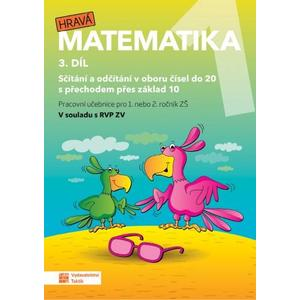 HRAVÁ
MATEMATIKA 1
3. DÍL
Sčítání a odčítání v oboru čísel do 20
s přechodem přes základ 10
Pracovní učebnice pro 1. nebo 2. ročník ZŠ
V souladu s RVP ZV
Vydavatelství
Taktik